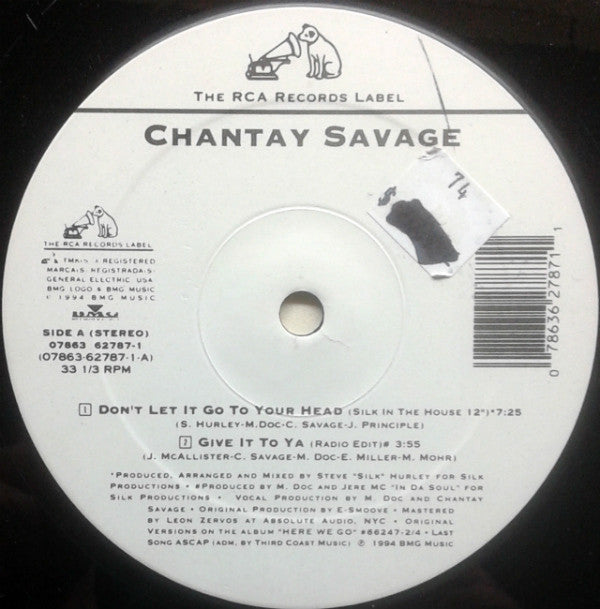 THE RCA RECORDS LABEL
CHANTAY SAVAGE
74
THE RCA RECORDS LABEL
TMK(S) ® REGISTERED
MARCA(S) REGISTRADA(S)
GENERAL ELECTRIC, USA
BMG LOGO & BMG MUSIC
© 1994 BMG MUSIC
BMG
SIDE A (STEREO)
07863 62787-1
(07863-62787-1-A)
33 1/3 RPM
0 78636 27871 1
1 DON'T LET IT GO TO YOUR HEAD (SILK IN THE HOUSE 12")*7:25
(S. HURLEY-M.DOC-C. SAVAGE-J. PRINCIPLE)
2 GIVE IT TO YA (RADIO EDIT)# 3:55
(J. MCALLISTER-C. SAVAGE-M. DOC-E. MILLER-M. MOHR)
*PRODUCED, ARRANGED AND MIXED BY STEVE "SILK" HURLEY FOR SILK
PRODUCTIONS • #PRODUCED BY M. DOC AND JERE MC "IN DA SOUL" FOR
SILK PRODUCTIONS • VOCAL PRODUCTION BY M. DOC AND CHANTAY
SAVAGE • ORIGINAL PRODUCTION BY E-SMOOVE • MASTERED
BY LEON ZERVOS AT ABSOLUTE AUDIO, NYC • ORIGINAL
VERSIONS ON THE ALBUM "HERE WE GO" #66247-2/4 • LAST
SONG ASCAP (ADM. BY THIRD COAST MUSIC) ℗ 1994 BMG MUSIC